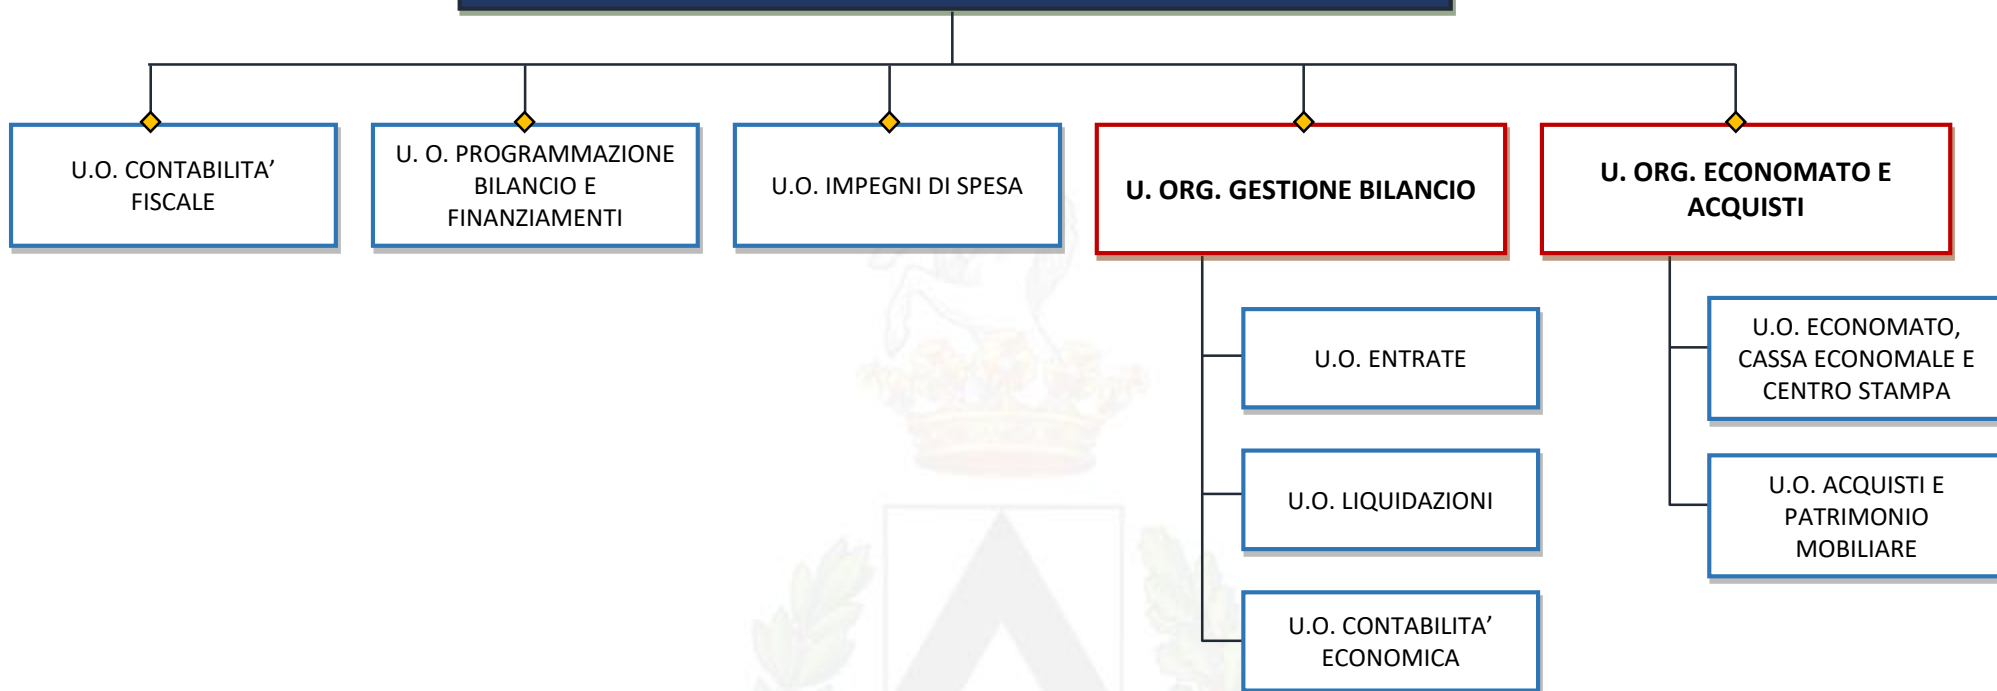 U.O. CONTABILITA’
FISCALE
U. O. PROGRAMMAZIONE
BILANCIO E
FINANZIAMENTI
U.O. IMPEGNI DI SPESA
U. ORG. GESTIONE BILANCIO
U. ORG. ECONOMATO E
ACQUISTI
U.O. ENTRATE
U.O. LIQUIDAZIONI
U.O. CONTABILITA’
ECONOMICA
U.O. ECONOMATO,
CASSA ECONOMALE E
CENTRO STAMPA
U.O. ACQUISTI E
PATRIMONIO
MOBILIARE